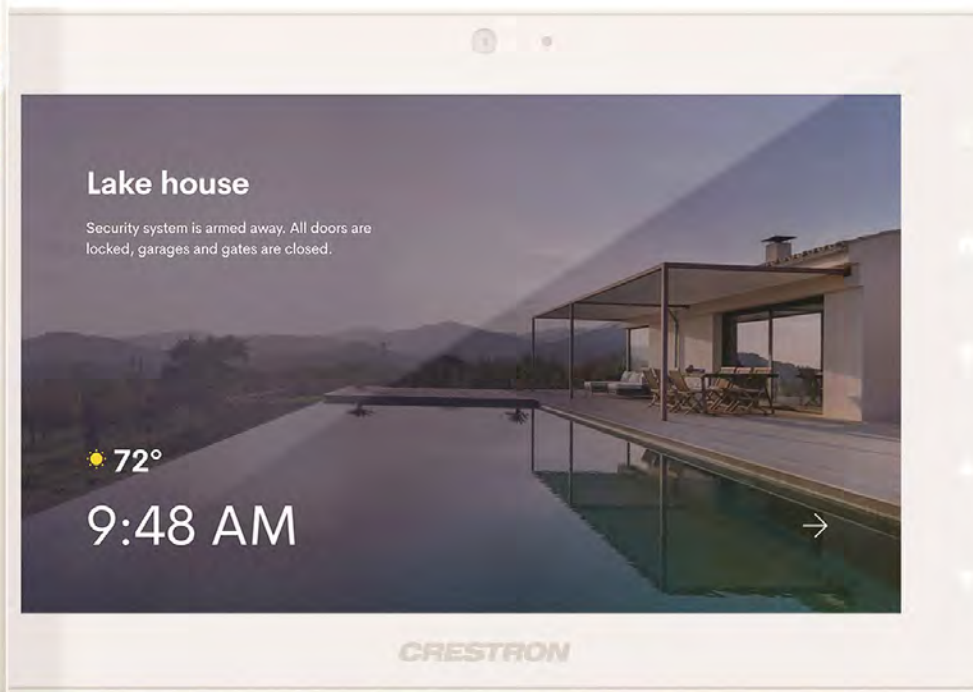 Lake house
Security system is armed away. All doors are
locked, garages and gates are closed.
72°
9:48 AM
CRESTRON